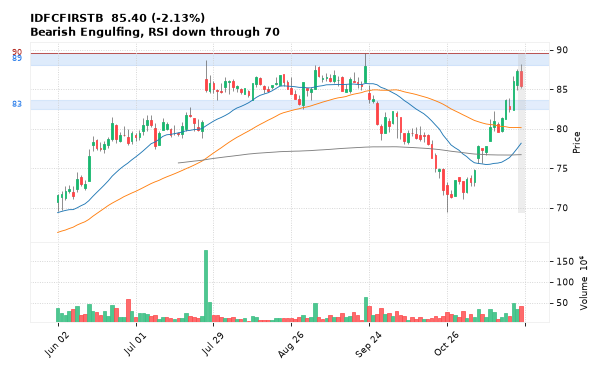 IDFCFIRSTB 85.40 (-2.13%)
Bearish Engulfing, RSI down through 70
90
89
83
90
85
80
75
70
Price
150
100
50
Volume 10⁶
Jun 02
Jul 01
Jul 29
Aug 26
Sep 24
Oct 26